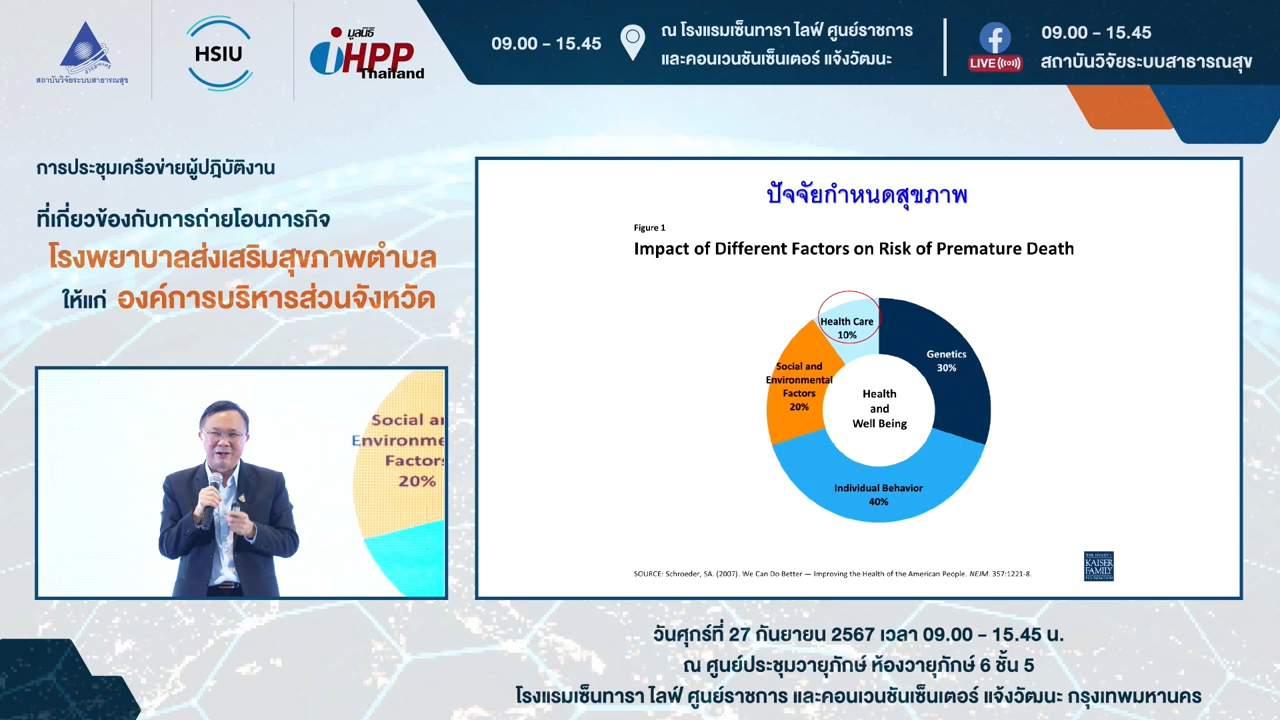 สถาบันวิจัยระบบสาธารณสุข
HSIU
มูลนิธิ
iHPP
Thailand
09.00 - 15.45
ณ โรงแรมเซ็นทารา ไลฟ์ ศูนย์ราชการ
และคอนเวนชันเซ็นเตอร์ แจ้งวัฒนะ
LIVE
09.00 - 15.45
สถาบันวิจัยระบบสาธารณสุข
การประชุมเครือข่ายผู้ปฏิบัติงาน
ที่เกี่ยวข้องกับการถ่ายโอนภารกิจ
โรงพยาบาลส่งเสริมสุขภาพตำบล
ให้แก่ องค์การบริหารส่วนจังหวัด
Social an
Environme
Factors
20%
ปัจจัยกำหนดสุขภาพ
Figure 1
Impact of Different Factors on Risk of Premature Death
Health Care
10%
Genetics
30%
Social and
Environmental
Factors
20%
Health
and
Well Being
Individual Behavior
40%
SOURCE: Schroeder, SA. (2007). We Can Do Better — Improving the Health of the American People. NEJM. 357:1221-8.
THE HENRY J.
KAISER
FAMILY
FOUNDATION
วันศุกร์ที่ 27 กันยายน 2567 เวลา 09.00 - 15.45 น.
ณ ศูนย์ประชุมวายุภักษ์ ห้องวายุภักษ์ 6 ชั้น 5
โรงแรมเซ็นทารา ไลฟ์ ศูนย์ราชการ และคอนเวนชันเซ็นเตอร์ แจ้งวัฒนะ กรุงเทพมหานคร